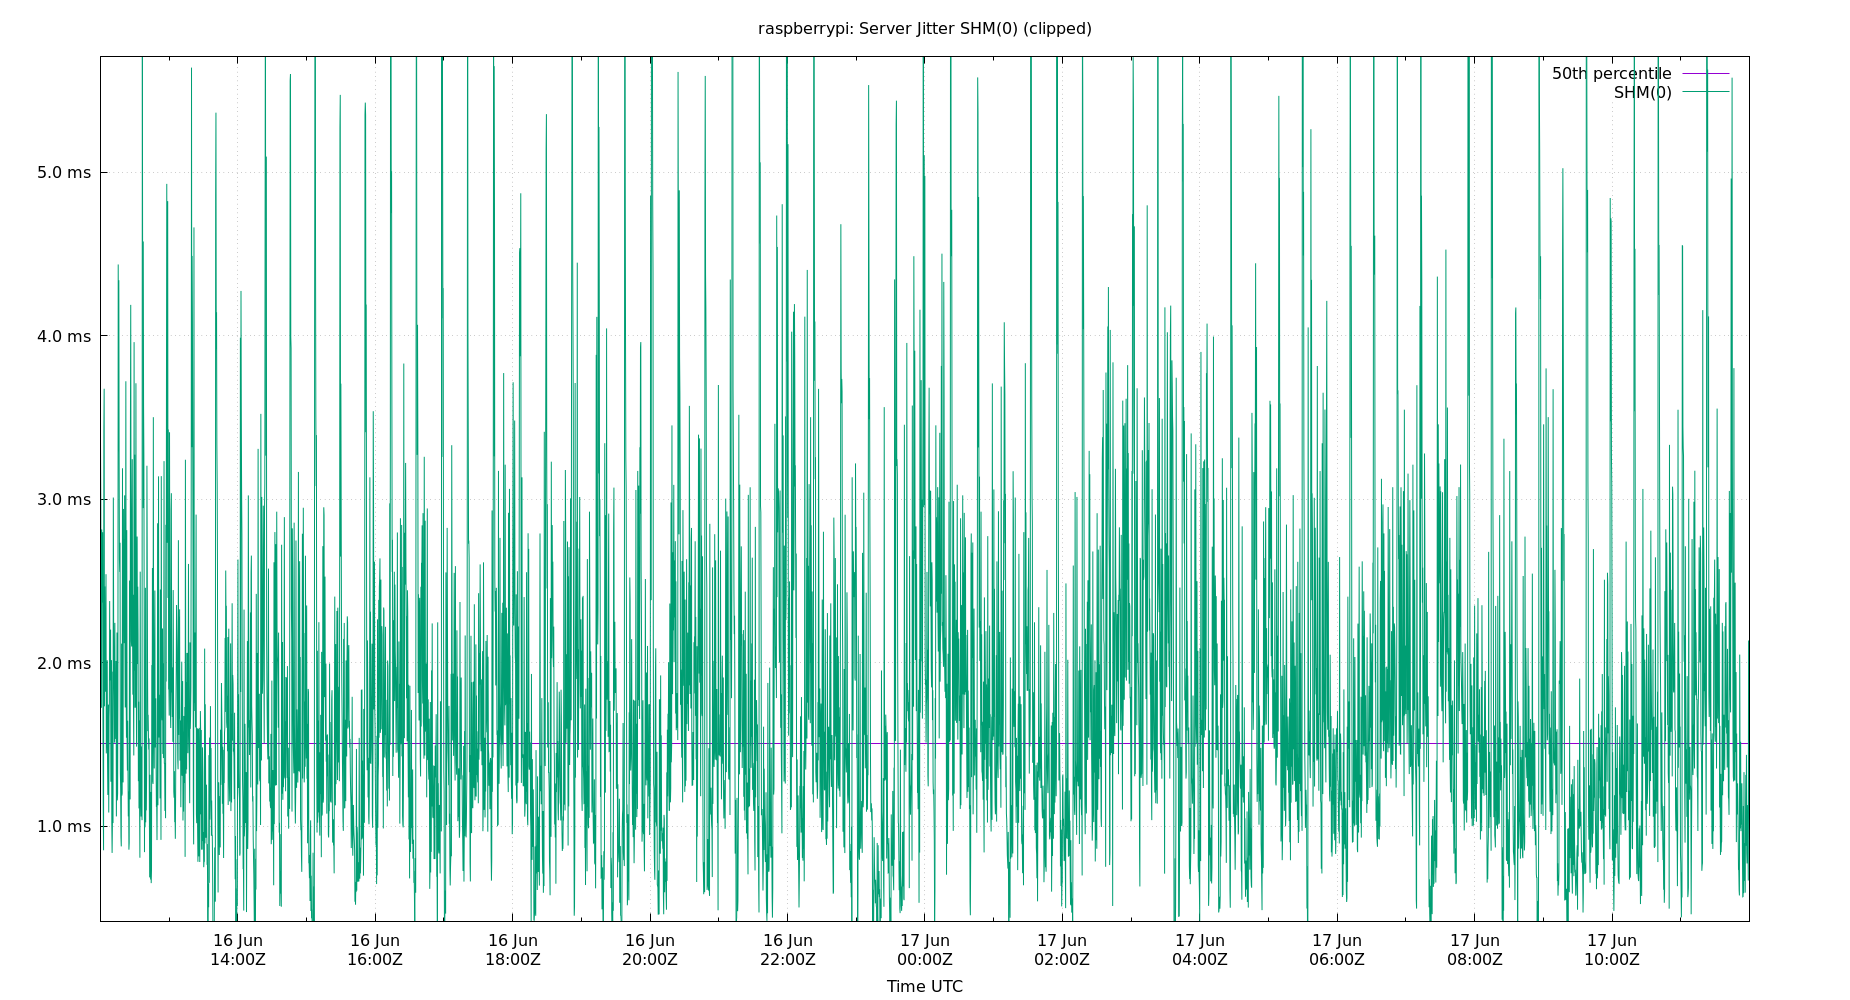 raspberrypi: Server Jitter SHM(0) (clipped)
50th percentile
SHM(0)
5.0 ms
4.0 ms
3.0 ms
2.0 ms
1.0 ms
16 Jun 16 Jun 16 Jun 16 Jun 16 Jun 17 Jun 17 Jun 17 Jun 17 Jun 17 Jun 17 Jun
14:00Z 16:00Z 18:00Z 20:00Z 22:00Z 00:00Z 02:00Z 04:00Z 06:00Z 08:00Z 10:00Z
Time UTC